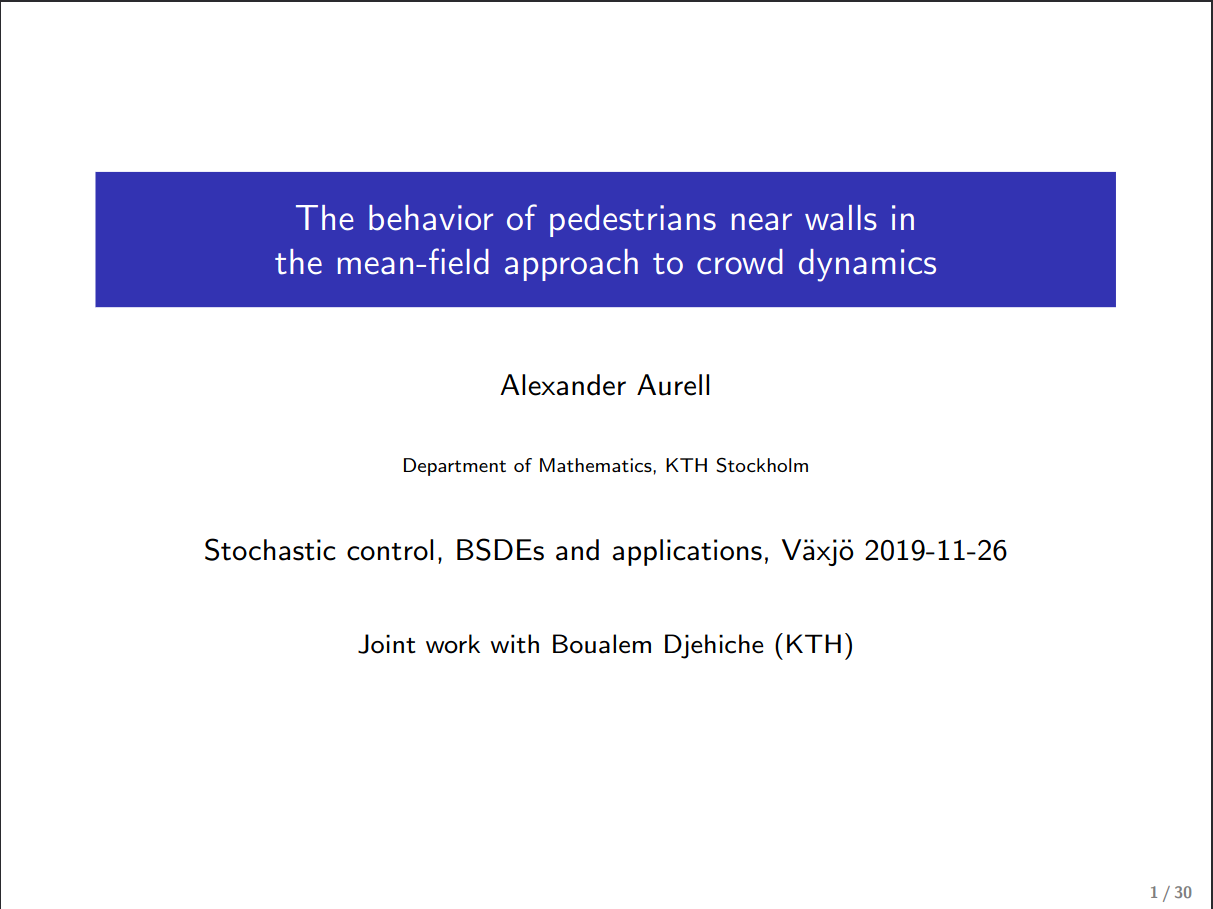 The behavior of pedestrians near walls in
the mean-field approach to crowd dynamics
Alexander Aurell
Department of Mathematics, KTH Stockholm
Stochastic control, BSDEs and applications, Växjö 2019-11-26
Joint work with Boualem Djehiche (KTH)
1 / 30